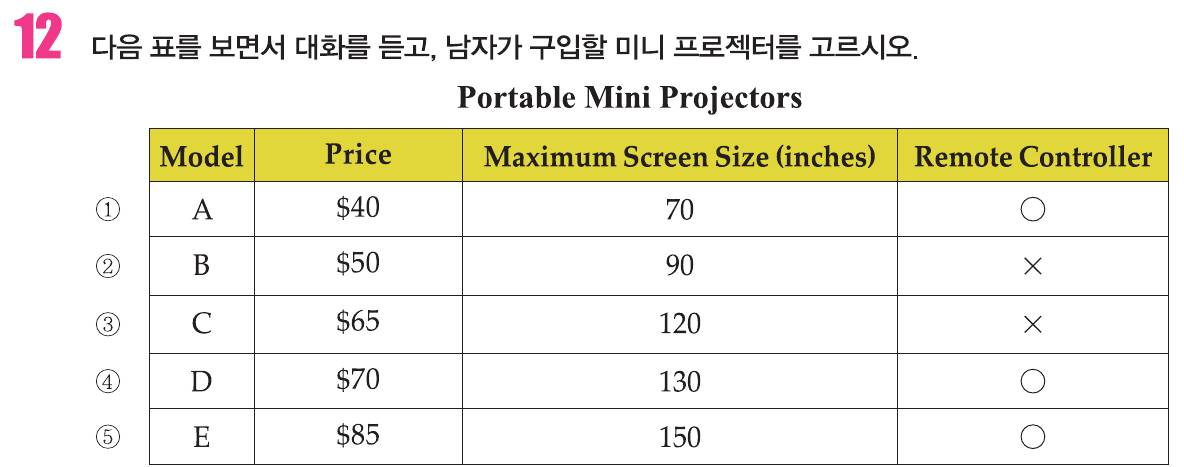 12 다음 표를 보면서 대화를 듣고, 남자가 구입할 미니 프로젝터를 고르시오.
Portable Mini Projectors
Model Price Maximum Screen Size (inches) Remote Controller
① A $40 70 ○
② B $50 90 ×
③ C $65 120 ×
④ D $70 130 ○
⑤ E $85 150 ○